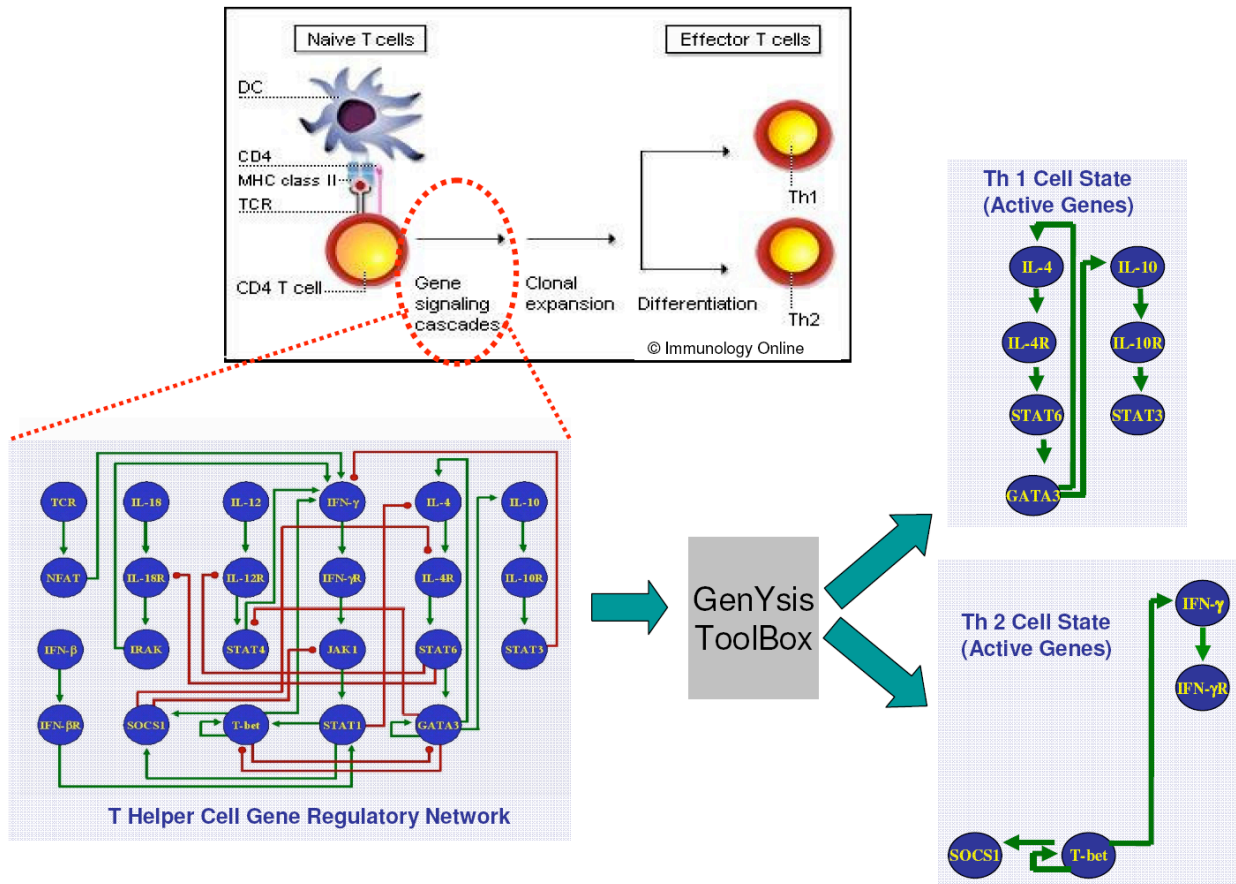 Naive T cells
Effector T cells
DC
CD4
MHC class II
TCR
CD4 T cell
Gene
signaling
cascades
Clonal
expansion
Differentiation
Th1
Th2
© Immunology Online
TCR
IL-18
IL-12
IFN-γ
IL-4
IL-10
NFAT
IL-18R
IL-12R
IFN-γR
IL-4R
IL-10R
IFN-β
IRAK
STAT4
JAK1
STAT6
STAT3
IFN-βR
SOCS1
T-bet
STAT1
GATA3
T Helper Cell Gene Regulatory Network
GenYsis
ToolBox
Th 1 Cell State
(Active Genes)
IL-4
IL-10
IL-4R
IL-10R
STAT6
STAT3
GATA3
Th 2 Cell State
(Active Genes)
IFN-γ
IFN-γR
SOCS1
T-bet